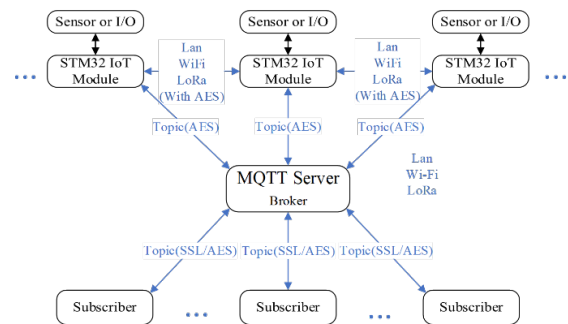 Sensor or I/O
Sensor or I/O
Sensor or I/O
STM32 IoT
Module
Lan
WiFi
LoRa
(With AES)
STM32 IoT
Module
Lan
WiFi
LoRa
(With AES)
STM32 IoT
Module
...
...
Topic(AES)
Topic(AES)
Topic(AES)
Lan
Wi-Fi
LoRa
MQTT Server
Broker
Topic(SSL/AES)
Topic(SSL/AES)
Topic(SSL/AES)
Subscriber
...
Subscriber
...
Subscriber